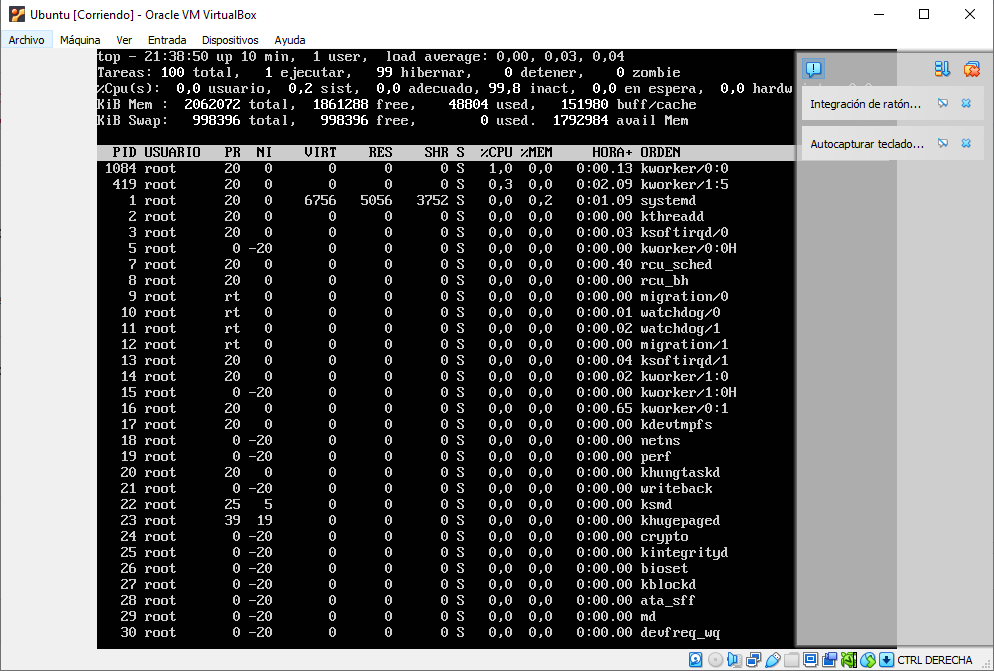 Ubuntu [Corriendo] - Oracle VM VirtualBox
Archivo Máquina Ver Entrada Dispositivos Ayuda
top - 21:38:50 up 10 min, 1 user, load average: 0,00, 0,03, 0,04
Tareas: 100 total, 1 ejecutar, 99 hibernar, 0 detener, 0 zombie
%Cpu(s): 0,0 usuario, 0,2 sist, 0,0 adecuado, 99,8 inact, 0,0 en espera, 0,0 hardw
KiB Mem : 2062072 total, 1861288 free, 48804 used, 151980 buff/cache
KiB Swap: 998396 total, 998396 free, 0 used. 1792984 avail Mem
PID USUARIO PR NI VIRT RES SHR S %CPU %MEM HORA+ ORDEN
1084 root 20 0 0 0 0 S 1,0 0,0 0:00.13 kworker/0:0
419 root 20 0 0 0 0 S 0,3 0,0 0:02.09 kworker/1:5
1 root 20 0 6756 5056 3752 S 0,0 0,2 0:01.09 systemd
2 root 20 0 0 0 0 S 0,0 0,0 0:00.00 kthreadd
3 root 20 0 0 0 0 S 0,0 0,0 0:00.03 ksoftirqd/0
5 root 0 -20 0 0 0 S 0,0 0,0 0:00.00 kworker/0:0H
7 root 20 0 0 0 0 S 0,0 0,0 0:00.40 rcu_sched
8 root 20 0 0 0 0 S 0,0 0,0 0:00.00 rcu_bh
9 root rt 0 0 0 0 S 0,0 0,0 0:00.00 migration/0
10 root rt 0 0 0 0 S 0,0 0,0 0:00.01 watchdog/0
11 root rt 0 0 0 0 S 0,0 0,0 0:00.02 watchdog/1
12 root rt 0 0 0 0 S 0,0 0,0 0:00.00 migration/1
13 root 20 0 0 0 0 S 0,0 0,0 0:00.04 ksoftirqd/1
14 root 20 0 0 0 0 S 0,0 0,0 0:00.02 kworker/1:0
15 root 0 -20 0 0 0 S 0,0 0,0 0:00.00 kworker/1:0H
16 root 20 0 0 0 0 S 0,0 0,0 0:00.65 kworker/0:1
17 root 20 0 0 0 0 S 0,0 0,0 0:00.00 kdevtmpfs
18 root 0 -20 0 0 0 S 0,0 0,0 0:00.00 netns
19 root 0 -20 0 0 0 S 0,0 0,0 0:00.00 perf
20 root 20 0 0 0 0 S 0,0 0,0 0:00.00 khungtaskd
21 root 0 -20 0 0 0 S 0,0 0,0 0:00.00 writeback
22 root 25 5 0 0 0 S 0,0 0,0 0:00.00 ksmd
23 root 39 19 0 0 0 S 0,0 0,0 0:00.00 khugepaged
24 root 0 -20 0 0 0 S 0,0 0,0 0:00.00 crypto
25 root 0 -20 0 0 0 S 0,0 0,0 0:00.00 kintegrityd
26 root 0 -20 0 0 0 S 0,0 0,0 0:00.00 bioset
27 root 0 -20 0 0 0 S 0,0 0,0 0:00.00 kblockd
28 root 0 -20 0 0 0 S 0,0 0,0 0:00.00 ata_sff
29 root 0 -20 0 0 0 S 0,0 0,0 0:00.00 md
30 root 0 -20 0 0 0 S 0,0 0,0 0:00.00 devfreq_wq
Integración de ratón...
Autocapturar teclado...
CTRL DERECHA